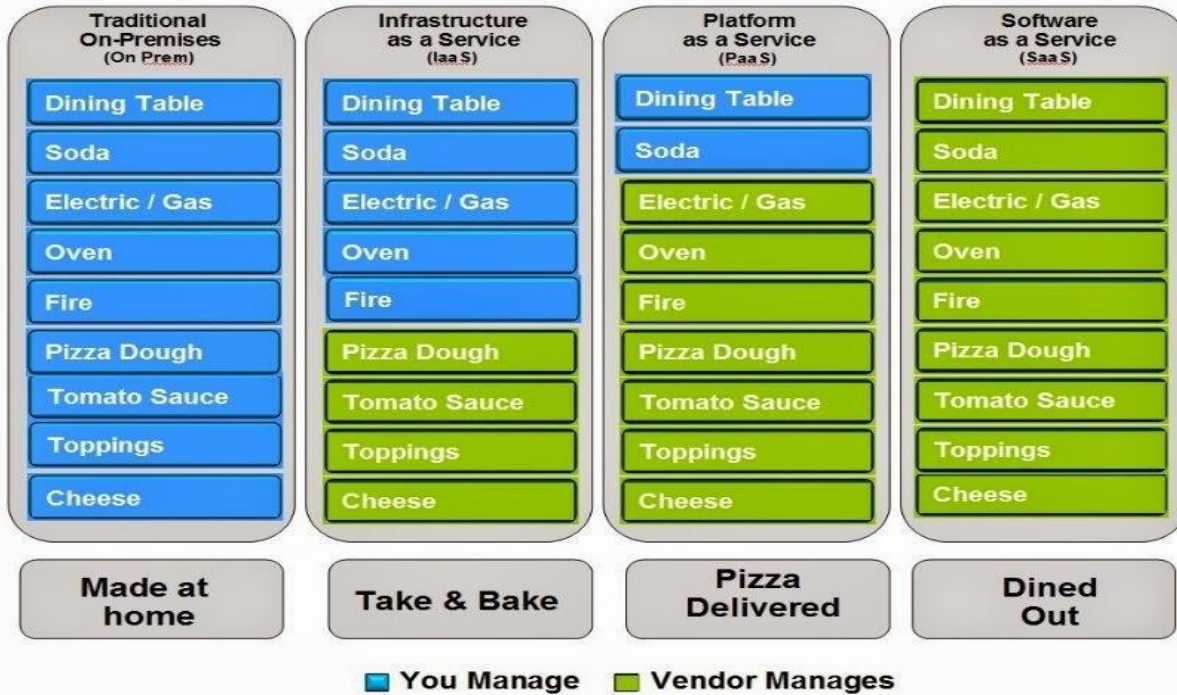 Traditional
On-Premises
(On Prem)
Dining Table
Soda
Electric / Gas
Oven
Fire
Pizza Dough
Tomato Sauce
Toppings
Cheese
Made at
home
Infrastructure
as a Service
(IaaS)
Dining Table
Soda
Electric / Gas
Oven
Fire
Pizza Dough
Tomato Sauce
Toppings
Cheese
Take & Bake
Platform
as a Service
(PaaS)
Dining Table
Soda
Electric / Gas
Oven
Fire
Pizza Dough
Tomato Sauce
Toppings
Cheese
Pizza
Delivered
Software
as a Service
(SaaS)
Dining Table
Soda
Electric / Gas
Oven
Fire
Pizza Dough
Tomato Sauce
Toppings
Cheese
Dined
Out
You Manage
Vendor Manages